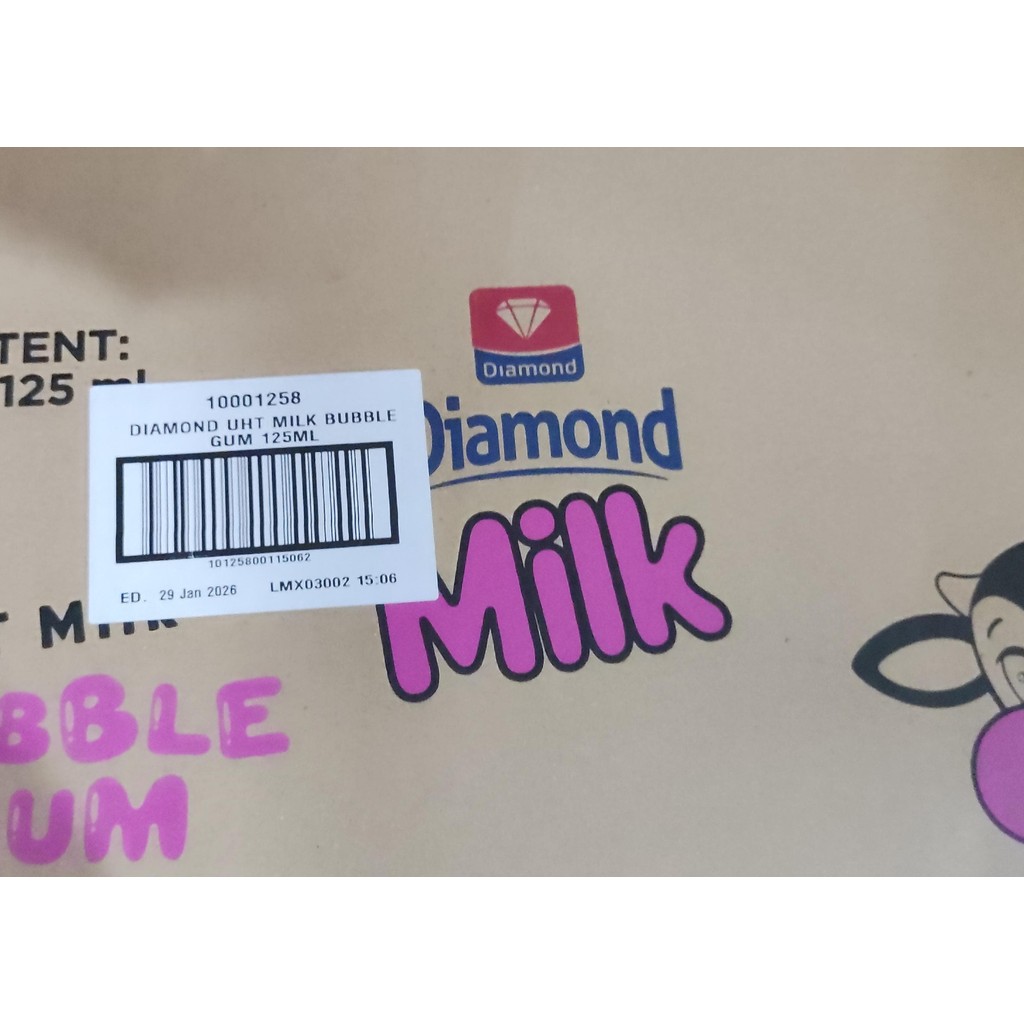 TENT:
125 ml
10001258
DIAMOND UHT MILK BUBBLE
GUM 125ML
10125800115062
ED. 29 Jan 2026 LMX03002 15:06
Diamond
Diamond
Milk
T Milk
BBLE
UM